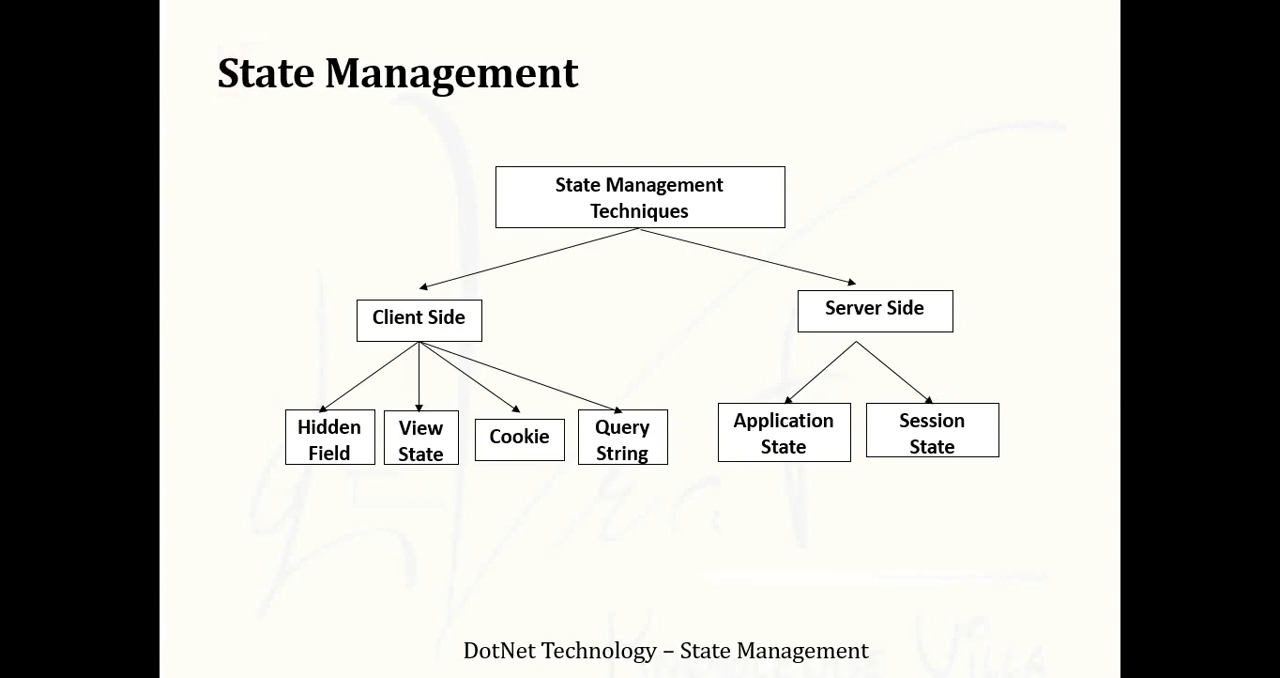 State Management
State Management
Techniques
Client Side
Server Side
Hidden
Field
View
State
Cookie
Query
String
Application
State
Session
State
DotNet Technology – State Management